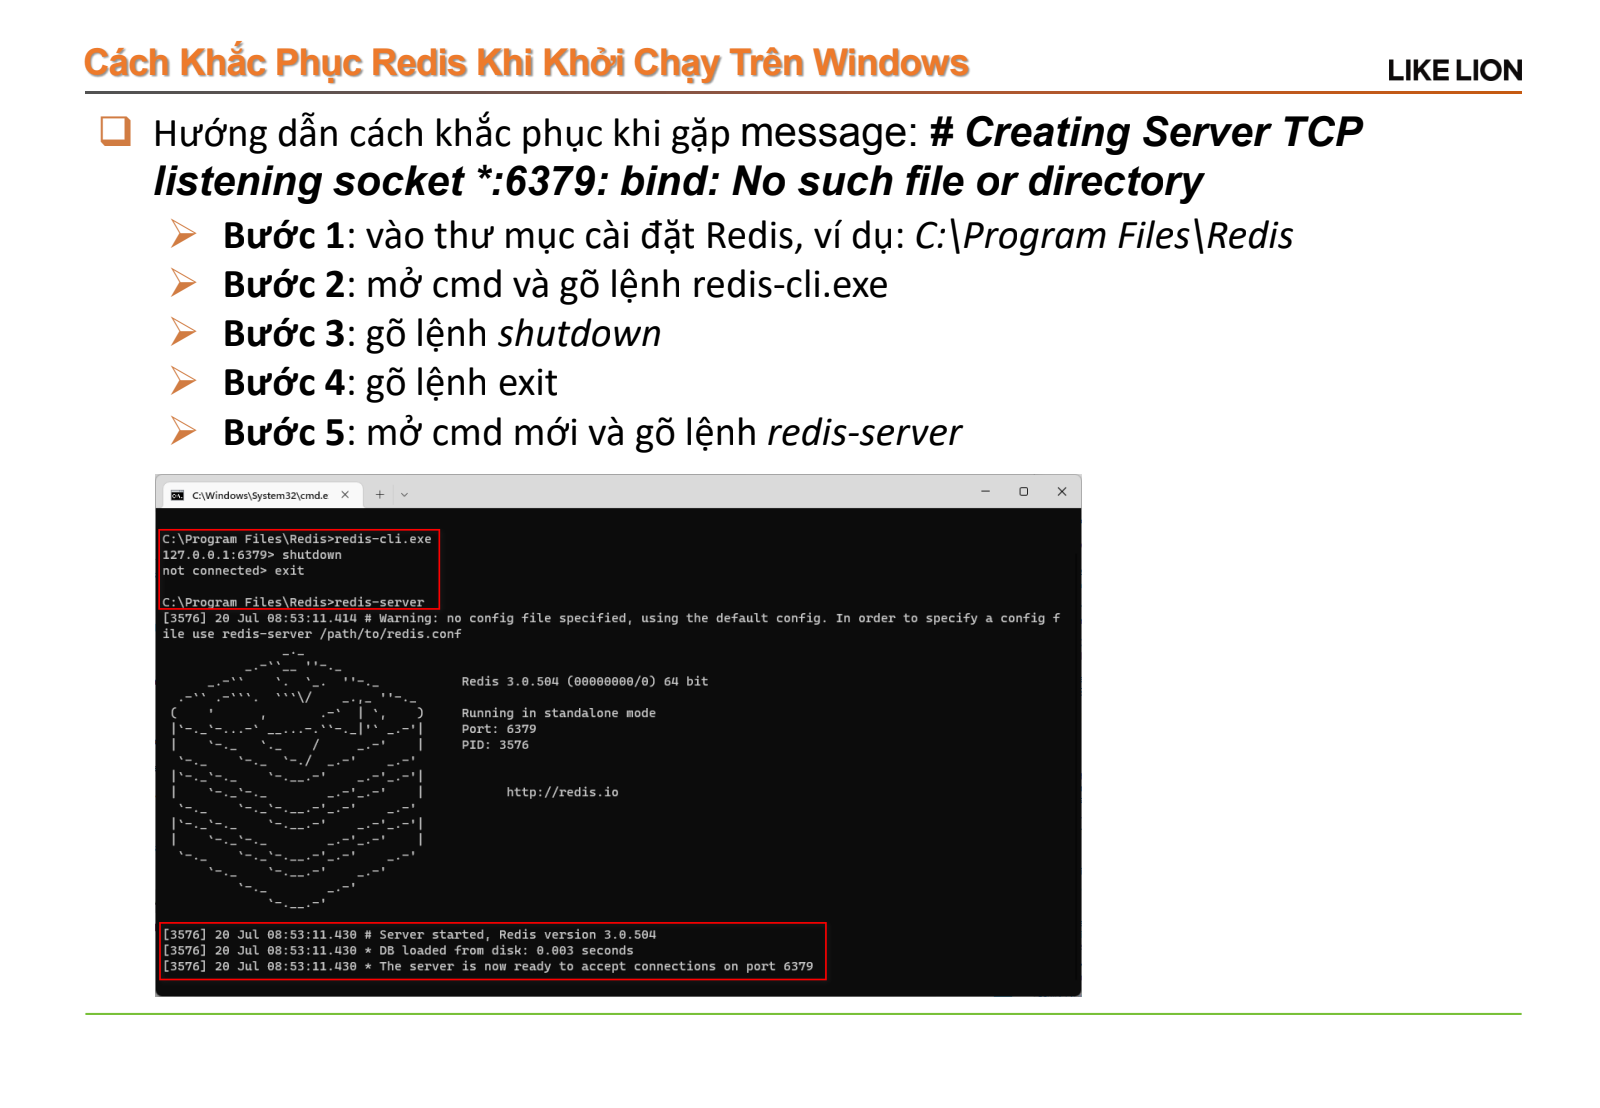 Cách Khắc Phục Redis Khi Khởi Chạy Trên Windows
LIKE LION
Hướng dẫn cách khắc phục khi gặp message: # Creating Server TCP
listening socket *:6379: bind: No such file or directory
Bước 1: vào thư mục cài đặt Redis, ví dụ: C:\Program Files\Redis
Bước 2: mở cmd và gõ lệnh redis-cli.exe
Bước 3: gõ lệnh shutdown
Bước 4: gõ lệnh exit
Bước 5: mở cmd mới và gõ lệnh redis-server
C:\Windows\System32\cmd.e
C:\Program Files\Redis>redis-cli.exe
127.0.0.1:6379> shutdown
not connected> exit
C:\Program Files\Redis>redis-server
[3576] 20 Jul 08:53:11.414 # Warning: no config file specified, using the default config. In order to specify a config f
ile use redis-server /path/to/redis.conf
Redis 3.0.504 (00000000/0) 64 bit
Running in standalone mode
Port: 6379
PID: 3576
http://redis.io
[3576] 20 Jul 08:53:11.430 # Server started, Redis version 3.0.504
[3576] 20 Jul 08:53:11.430 * DB loaded from disk: 0.003 seconds
[3576] 20 Jul 08:53:11.430 * The server is now ready to accept connections on port 6379